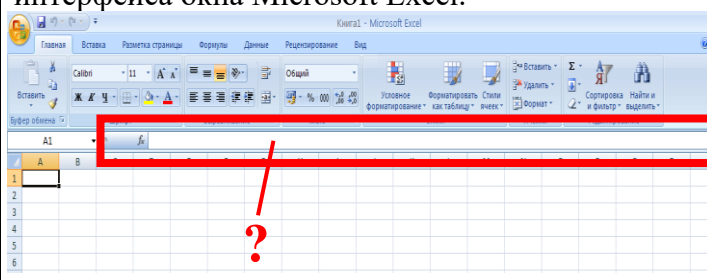 интерфейса окна Microsoft Excel.
Книга1 - Microsoft Excel
Главная Вставка Разметка страницы Формулы Данные Рецензирование Вид
Вставить
Calibri 11 A A
Общий
Ж К Ч
% 000
Условное форматирование
Форматировать как таблицу
Стили ячеек
Вставить
Удалить
Формат
Σ
Сортировка и фильтр
Найти и выделить
Буфер обмена
A1 fx
A B
1
2
3
4
5
6
?